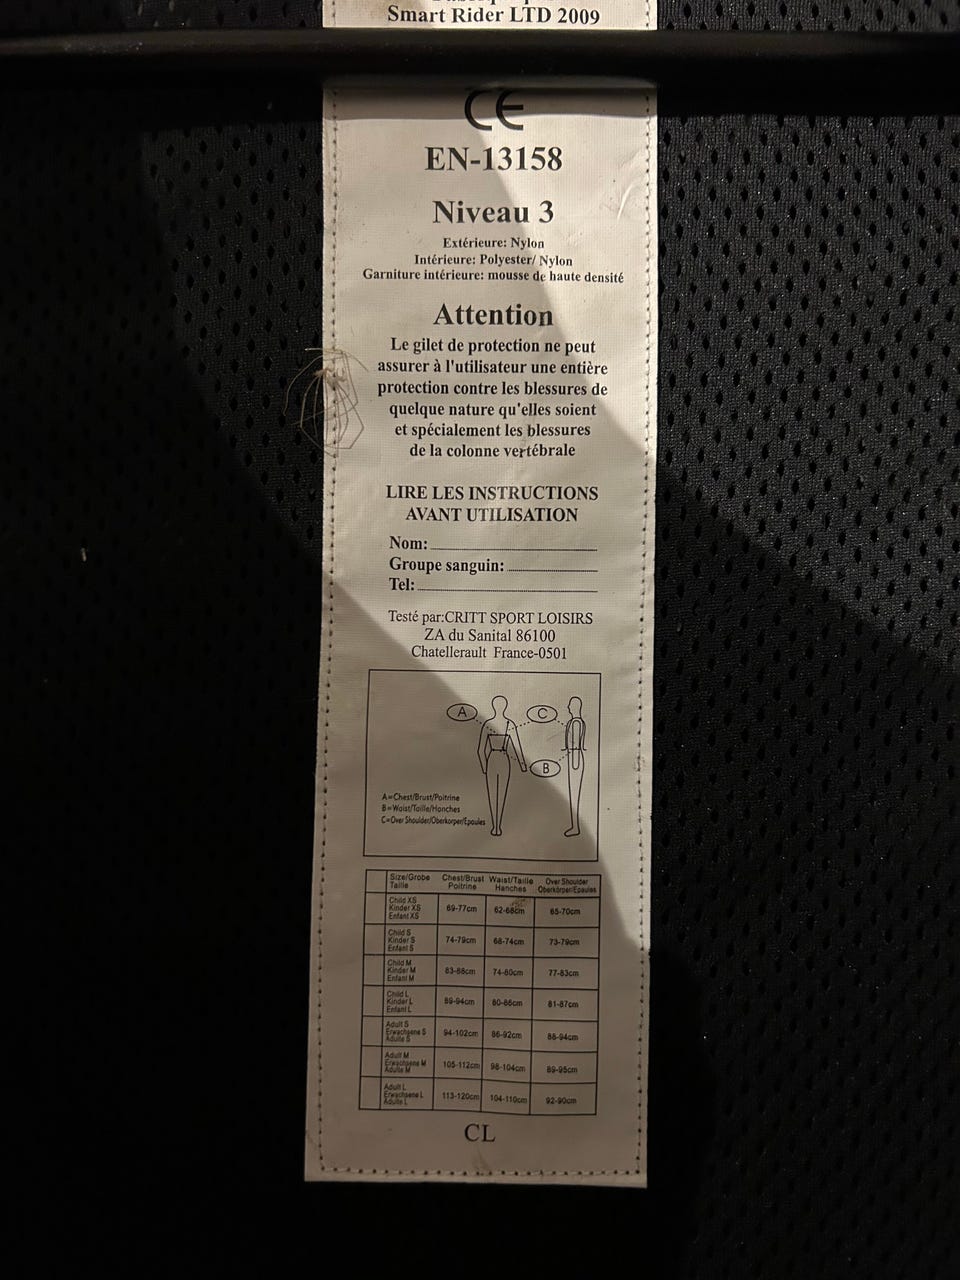 Smart Rider LTD 2009
CE
EN-13158
Niveau 3
Extérieure: Nylon
Intérieure: Polyester/ Nylon
Garniture intérieure: mousse de haute densité
Attention
Le gilet de protection ne peut
assurer à l'utilisateur une entière
protection contre les blessures de
quelque nature qu'elles soient
et spécialement les blessures
de la colonne vertébrale
LIRE LES INSTRUCTIONS
AVANT UTILISATION
Nom:
Groupe sanguin:
Tel:
Testé par:CRITT SPORT LOISIRS
ZA du Sanital 86100
Chatellerault France-0501
A
C
B
A=Chest/Brust/Poitrine
B=Waist/Taille/Hanches
C=Over Shoulder/Oberkorper/Epaules
Size/Grobe Taille Chest/Brust Poitrine Waist/Taille Hanches Over Shoulder Oberkörper/Epaules
Child XS Kinder XS Enfant XS 69-77cm 62-68cm 65-70cm
Child S Kinder S Enfant S 74-79cm 68-74cm 73-79cm
Child M Kinder M Enfant M 83-88cm 74-80cm 77-83cm
Child L Kinder L Enfant L 89-94cm 80-86cm 81-87cm
Adult S Erwachsene S Adulte S 94-102cm 86-92cm 88-94cm
Adult M Erwachsene M Adulte M 105-112cm 98-104cm 89-95cm
Adult L Erwachsene L Adulte L 113-120cm 104-110cm 92-90cm
CL